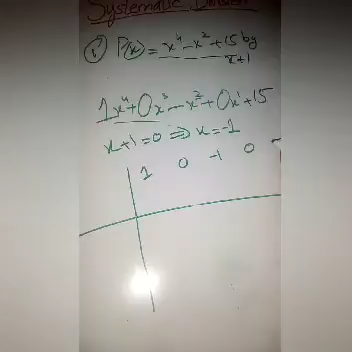 Systematic Division
1) P(x) = x⁴ - x² + 15 by
x+1
1x⁴ + 0x³ - x² + 0x¹ + 15
x + 1 = 0 ⇒ x = -1
1 0 -1 0